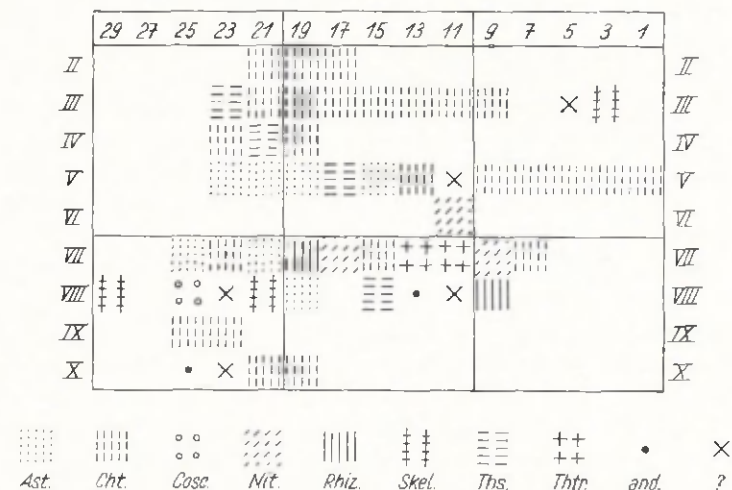 29 27 25 23 21 19 17 15 13 11 9 7 5 3 1
II II
III III
IV IV
V V
VI VI
VII VII
VIII VIII
IX IX
X X
Ast. Cht. Cosc. Nit. Rhiz. Skel. Ths. Thtr. and. ?